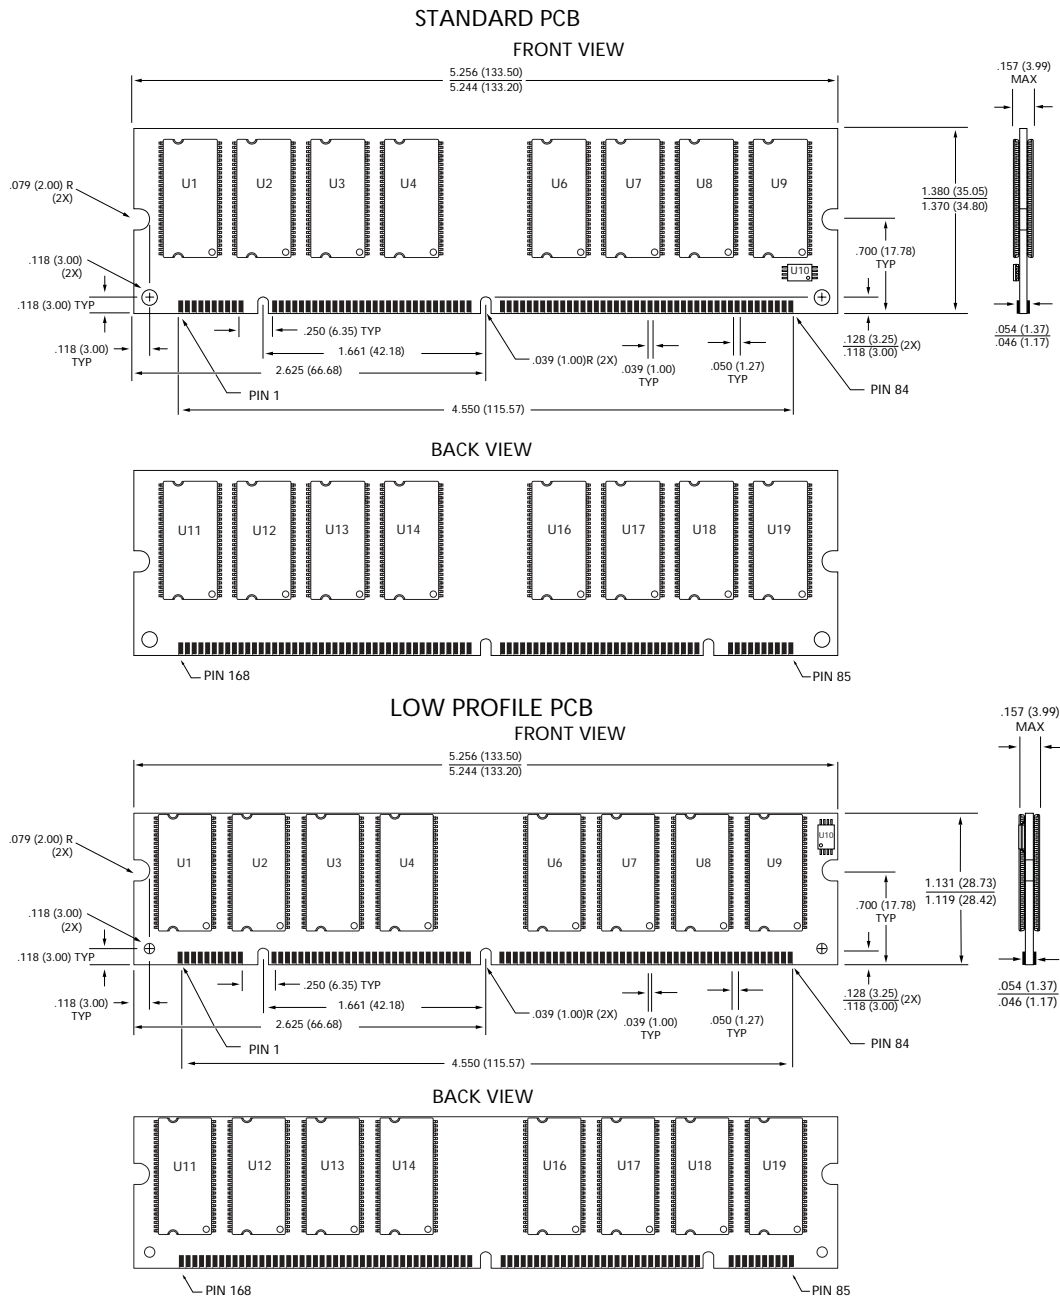 STANDARD PCB
FRONT VIEW
5.256 (133.50)
5.244 (133.20)
.157 (3.99)
MAX
.079 (2.00) R
(2X)
U1
U2
U3
U4
U6
U7
U8
U9
1.380 (35.05)
1.370 (34.80)
.700 (17.78)
TYP
.118 (3.00)
(2X)
U10
.118 (3.00) TYP
.118 (3.00)
TYP
.250 (6.35) TYP
1.661 (42.18)
2.625 (66.68)
.039 (1.00)R (2X)
.039 (1.00)
TYP
.050 (1.27)
TYP
.128 (3.25)
.118 (3.00)
(2X)
.054 (1.37)
.046 (1.17)
PIN 1
PIN 84
4.550 (115.57)
BACK VIEW
U11
U12
U13
U14
U16
U17
U18
U19
PIN 168
PIN 85
LOW PROFILE PCB
FRONT VIEW
5.256 (133.50)
5.244 (133.20)
.157 (3.99)
MAX
.079 (2.00) R
(2X)
U1
U2
U3
U4
U6
U7
U8
U9
U10
1.131 (28.73)
1.119 (28.42)
.700 (17.78)
TYP
.118 (3.00)
(2X)
.118 (3.00) TYP
.118 (3.00)
TYP
.250 (6.35) TYP
1.661 (42.18)
2.625 (66.68)
.039 (1.00)R (2X)
.039 (1.00)
TYP
.050 (1.27)
TYP
.128 (3.25)
.118 (3.00)
(2X)
.054 (1.37)
.046 (1.17)
PIN 1
PIN 84
4.550 (115.57)
BACK VIEW
U11
U12
U13
U14
U16
U17
U18
U19
PIN 168
PIN 85